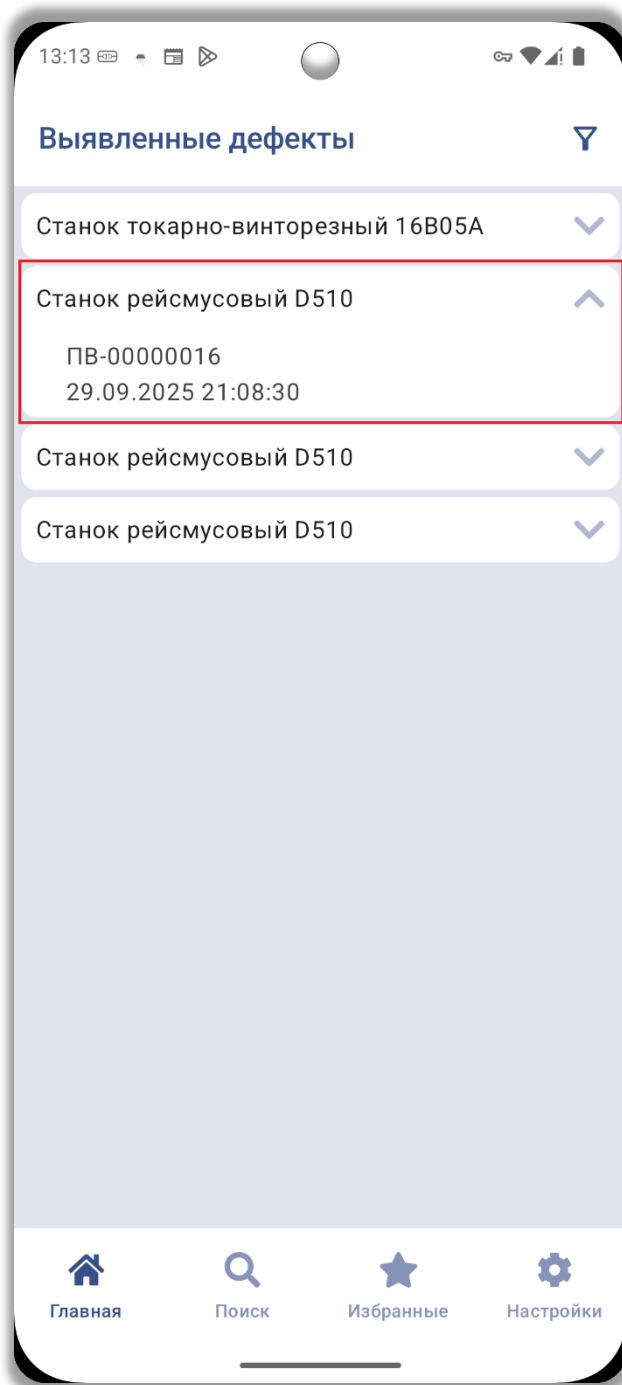 13:13
Выявленные дефекты
Станок токарно-винторезный 16В05А
Станок рейсмусовый D510
ПВ-00000016
29.09.2025 21:08:30
Станок рейсмусовый D510
Станок рейсмусовый D510
Главная
Поиск
Избранные
Настройки